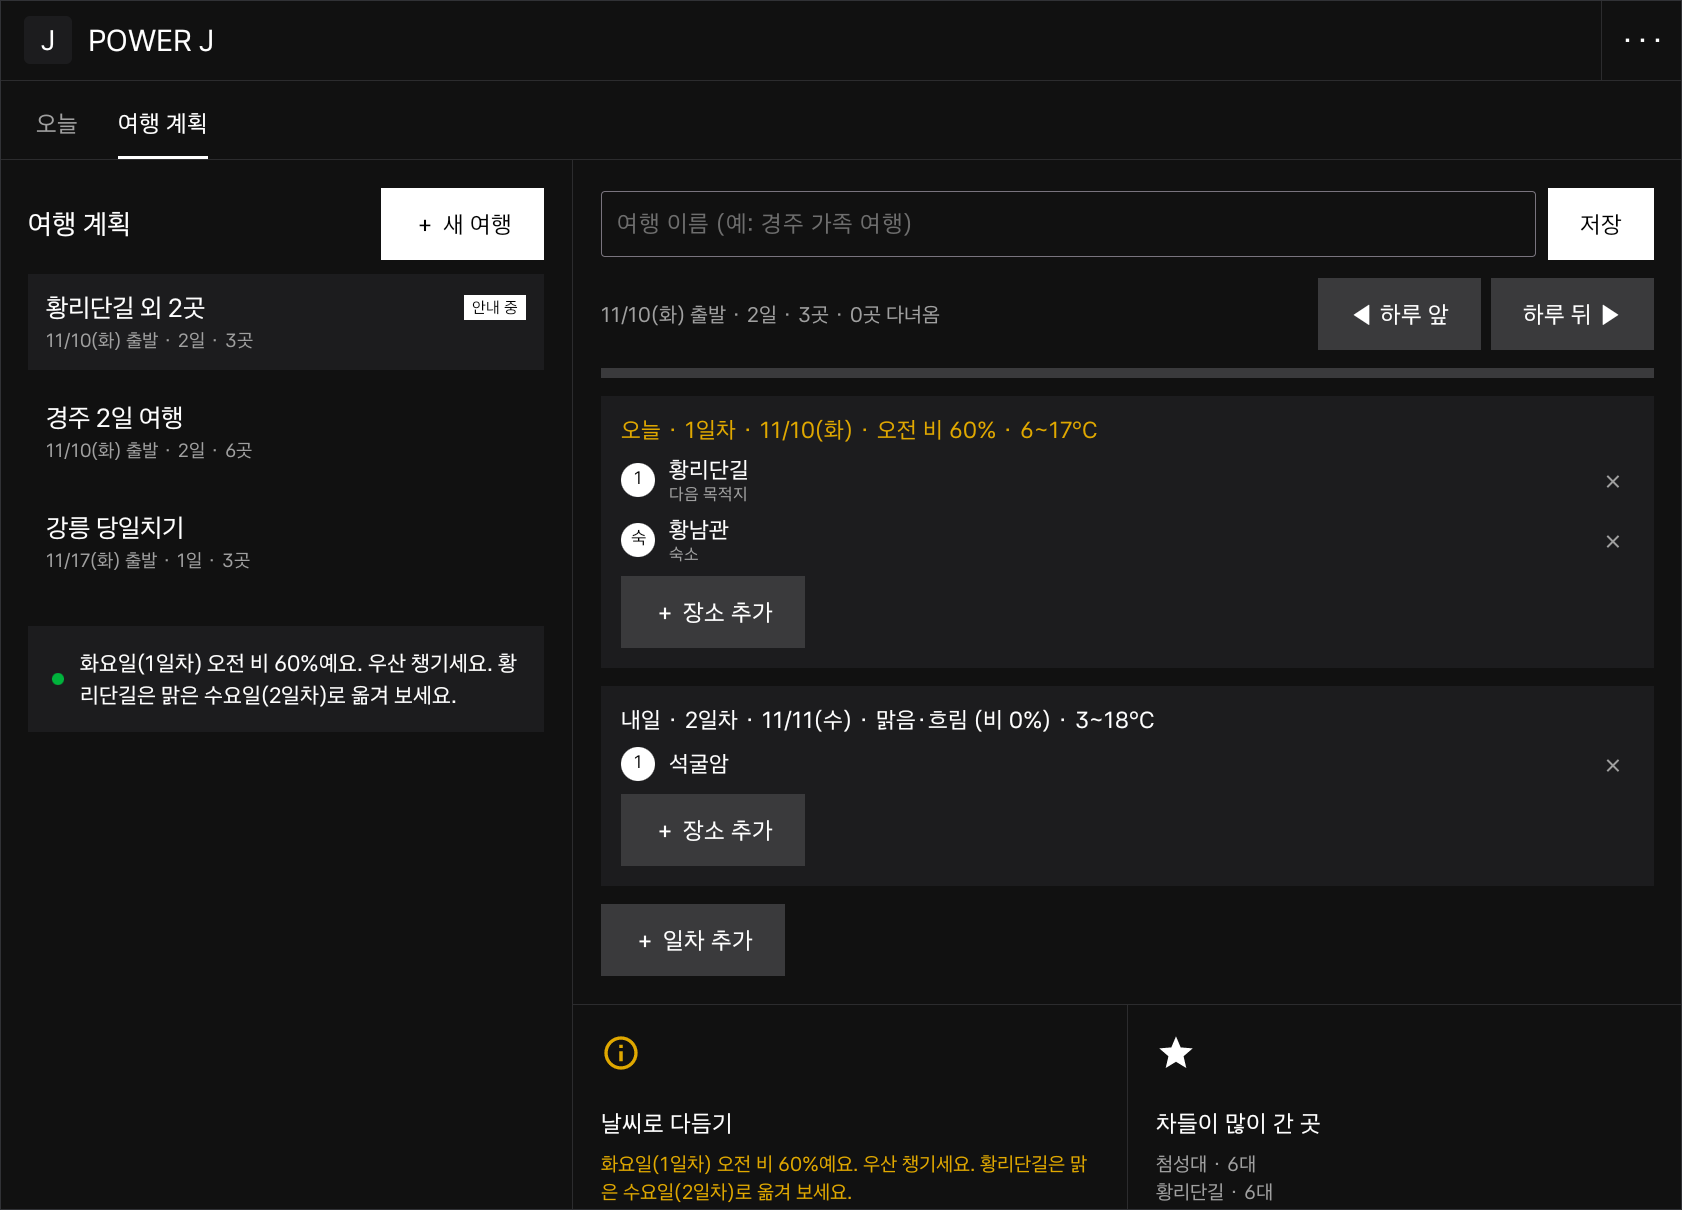 J POWER J
···
오늘 여행 계획
여행 계획
+ 새 여행
황리단길 외 2곳
안내 중
11/10(화) 출발 · 2일 · 3곳
경주 2일 여행
11/10(화) 출발 · 2일 · 6곳
강릉 당일치기
11/17(화) 출발 · 1일 · 3곳
화요일(1일차) 오전 비 60%예요. 우산 챙기세요. 황
리단길은 맑은 수요일(2일차)로 옮겨 보세요.
여행 이름 (예: 경주 가족 여행)
저장
11/10(화) 출발 · 2일 · 3곳 · 0곳 다녀옴
◀ 하루 앞
하루 뒤 ▶
오늘 · 1일차 · 11/10(화) · 오전 비 60% · 6~17°C
1 황리단길 ×
다음 목적지
숙 황남관 ×
숙소
+ 장소 추가
내일 · 2일차 · 11/11(수) · 맑음·흐림 (비 0%) · 3~18°C
1 석굴암 ×
+ 장소 추가
+ 일차 추가
날씨로 다듬기
화요일(1일차) 오전 비 60%예요. 우산 챙기세요. 황리단길은 맑
은 수요일(2일차)로 옮겨 보세요.
차들이 많이 간 곳
첨성대 · 6대
황리단길 · 6대